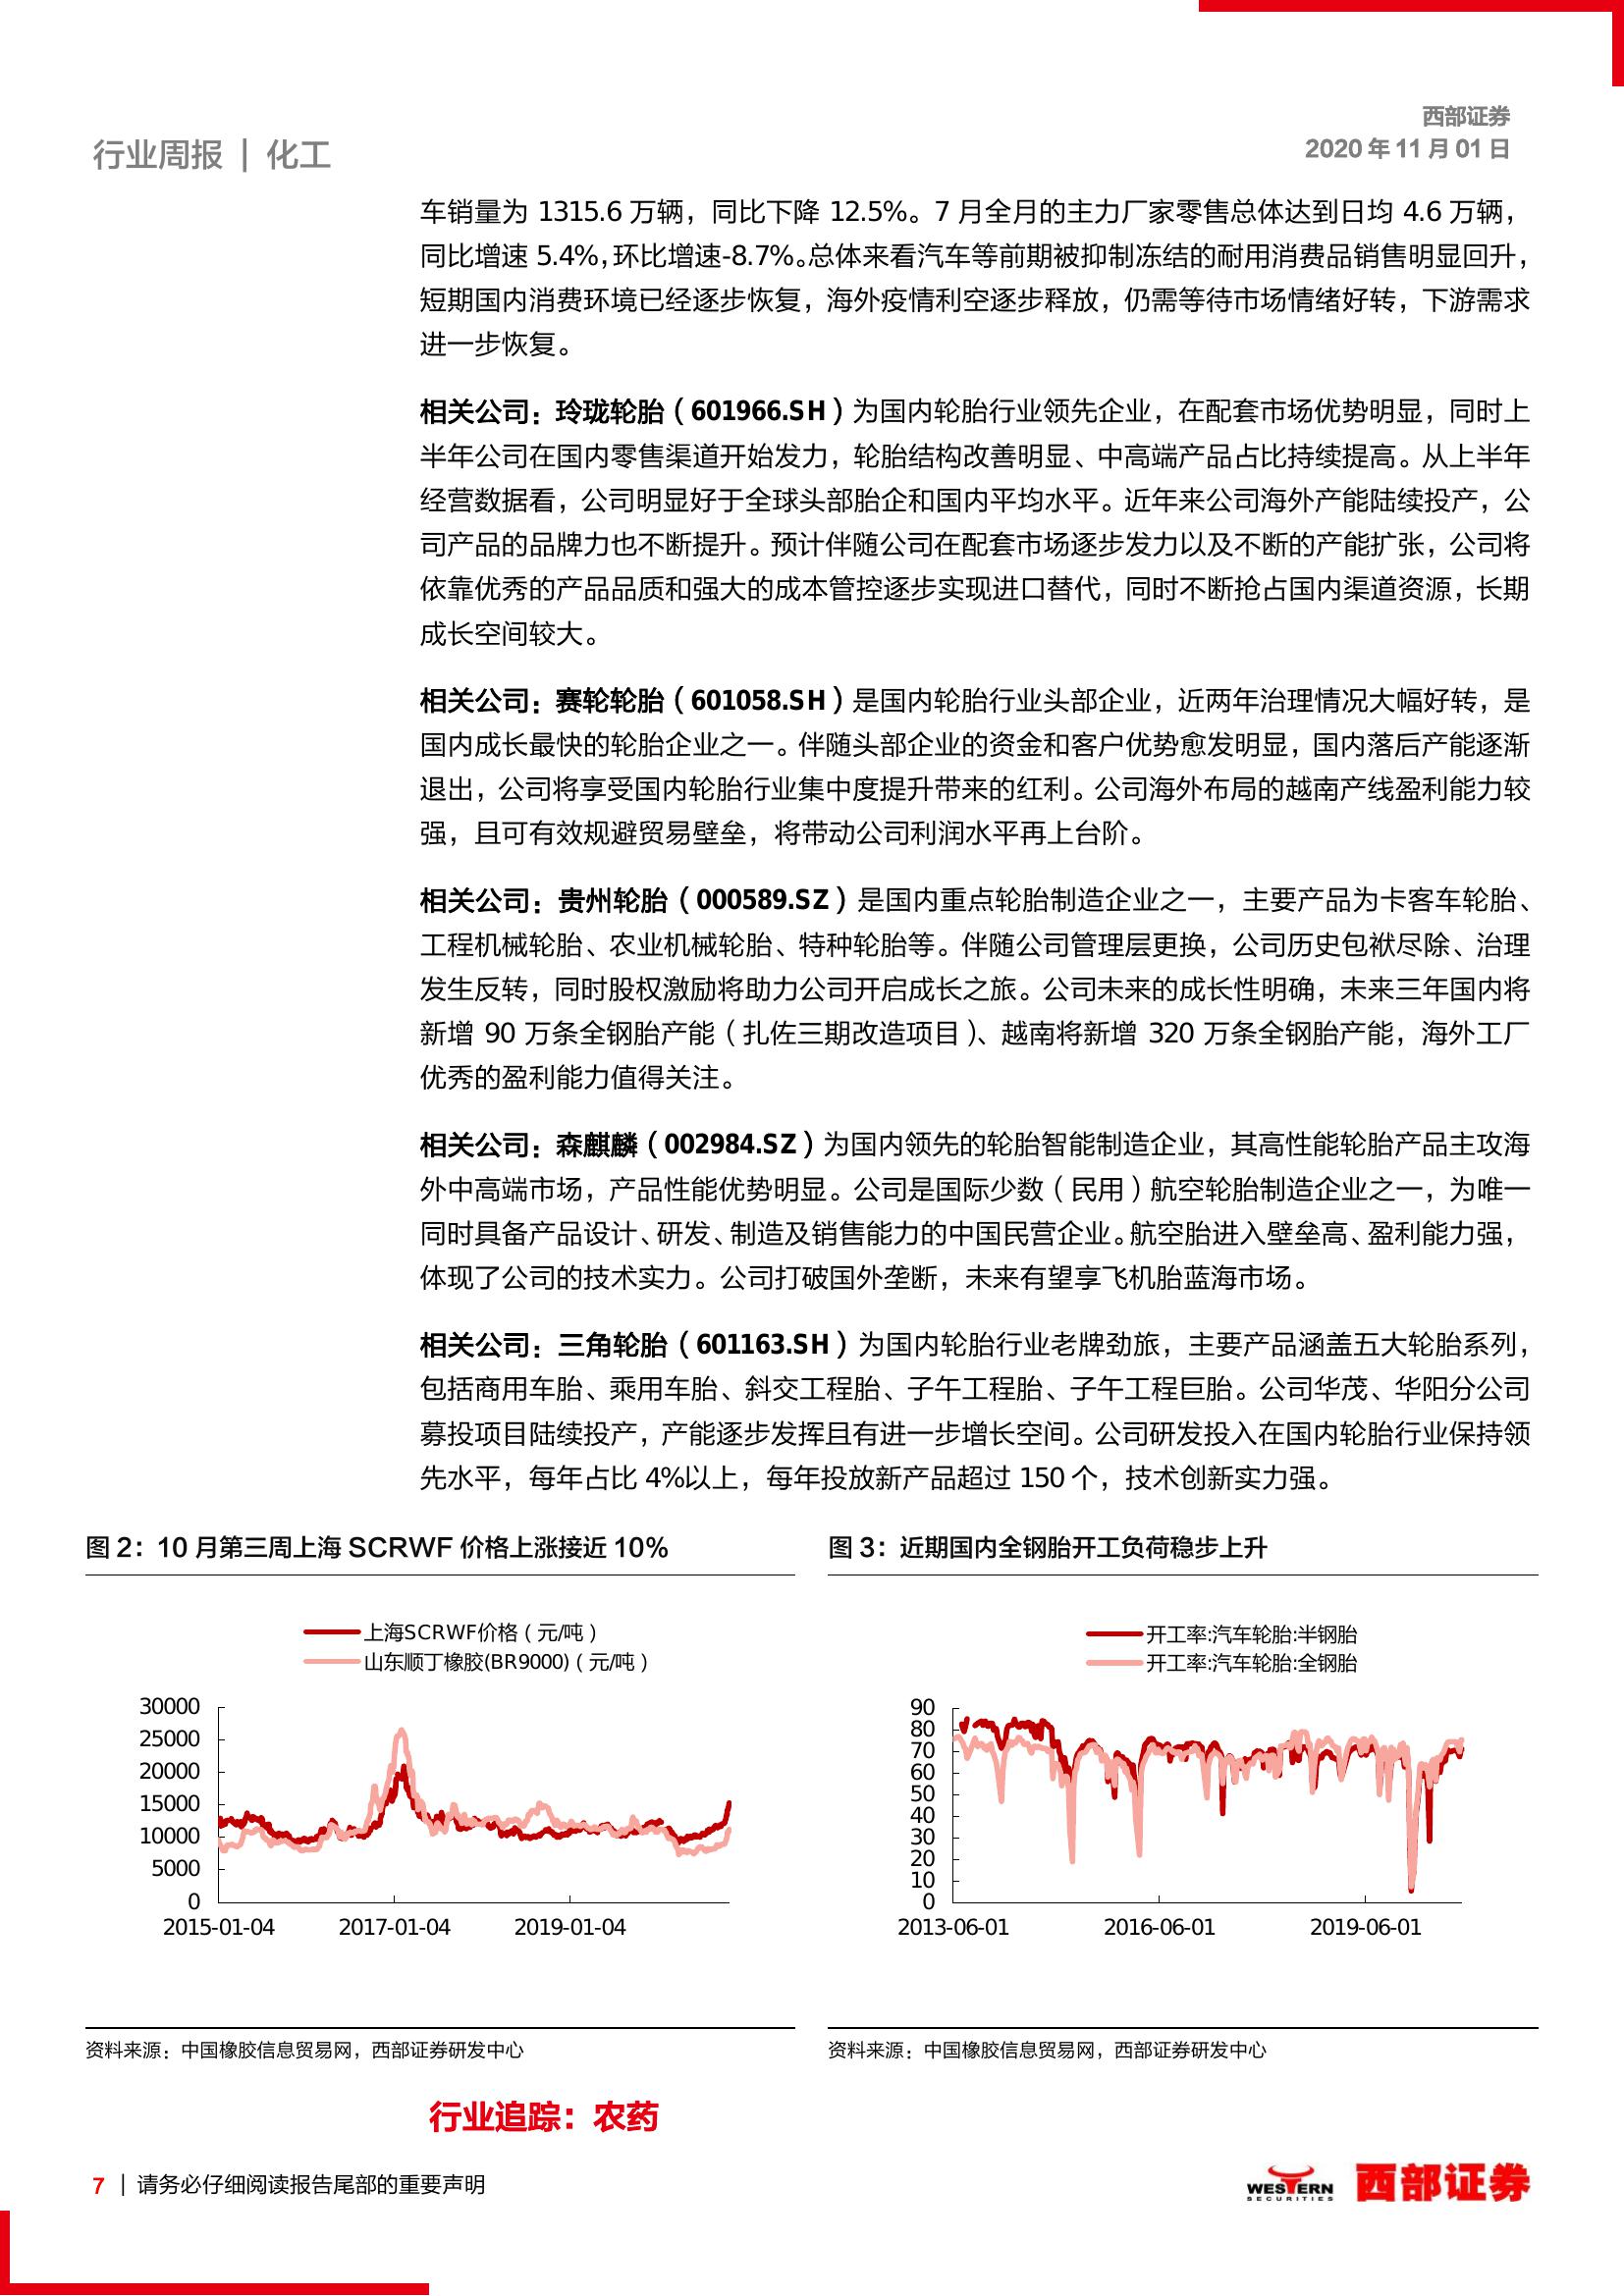 西部证券
2020 年 11 月 01 日
行业周报 | 化工
车销量为 1315.6 万辆，同比下降 12.5%。7 月全月的主力厂家零售总体达到日均 4.6 万辆，
同比增速 5.4%，环比增速-8.7%。总体来看汽车等前期被抑制冻结的耐用消费品销售明显回升，
短期国内消费环境已经逐步恢复，海外疫情利空逐步释放，仍需等待市场情绪好转，下游需求
进一步恢复。
相关公司：玲珑轮胎（601966.SH）为国内轮胎行业领先企业，在配套市场优势明显，同时上
半年公司在国内零售渠道开始发力，轮胎结构改善明显、中高端产品占比持续提高。从上半年
经营数据看，公司明显好于全球头部胎企和国内平均水平。近年来公司海外产能陆续投产，公
司产品的品牌力也不断提升。预计伴随公司在配套市场逐步发力以及不断的产能扩张，公司将
依靠优秀的产品品质和强大的成本管控逐步实现进口替代，同时不断抢占国内渠道资源，长期
成长空间较大。
相关公司：赛轮轮胎（601058.SH）是国内轮胎行业头部企业，近两年治理情况大幅好转，是
国内成长最快的轮胎企业之一。伴随头部企业的资金和客户优势愈发明显，国内落后产能逐渐
退出，公司将享受国内轮胎行业集中度提升带来的红利。公司海外布局的越南产线盈利能力较
强，且可有效规避贸易壁垒，将带动公司利润水平再上台阶。
相关公司：贵州轮胎（000589.SZ）是国内重点轮胎制造企业之一，主要产品为卡客车轮胎、
工程机械轮胎、农业机械轮胎、特种轮胎等。伴随公司管理层更换，公司历史包袱尽除、治理
发生反转，同时股权激励将助力公司开启成长之旅。公司未来的成长性明确，未来三年国内将
新增 90 万条全钢胎产能（扎佐三期改造项目）、越南将新增 320 万条全钢胎产能，海外工厂
优秀的盈利能力值得关注。
相关公司：森麒麟（002984.SZ）为国内领先的轮胎智能制造企业，其高性能轮胎产品主攻海
外中高端市场，产品性能优势明显。公司是国际少数（民用）航空轮胎制造企业之一，为唯一
同时具备产品设计、研发、制造及销售能力的中国民营企业。航空胎进入壁垒高、盈利能力强，
体现了公司的技术实力。公司打破国外垄断，未来有望享飞机胎蓝海市场。
相关公司：三角轮胎（601163.SH）为国内轮胎行业老牌劲旅，主要产品涵盖五大轮胎系列，
包括商用车胎、乘用车胎、斜交工程胎、子午工程胎、子午工程巨胎。公司华茂、华阳分公司
募投项目陆续投产，产能逐步发挥且有进一步增长空间。公司研发投入在国内轮胎行业保持领
先水平，每年占比 4%以上，每年投放新产品超过 150 个，技术创新实力强。
图 2：10 月第三周上海 SCRWF 价格上涨接近 10%
上海SCRWF价格（元/吨）
山东顺丁橡胶(BR9000)（元/吨）
30000
25000
20000
15000
10000
5000
0
2015-01-04 2017-01-04 2019-01-04
资料来源：中国橡胶信息贸易网，西部证券研发中心
图 3：近期国内全钢胎开工负荷稳步上升
开工率:汽车轮胎:半钢胎
开工率:汽车轮胎:全钢胎
90
80
70
60
50
40
30
20
10
0
2013-06-01 2016-06-01 2019-06-01
资料来源：中国橡胶信息贸易网，西部证券研发中心
行业追踪：农药
7 | 请务必仔细阅读报告尾部的重要声明
WESTERN
SECURITIES
西部证券